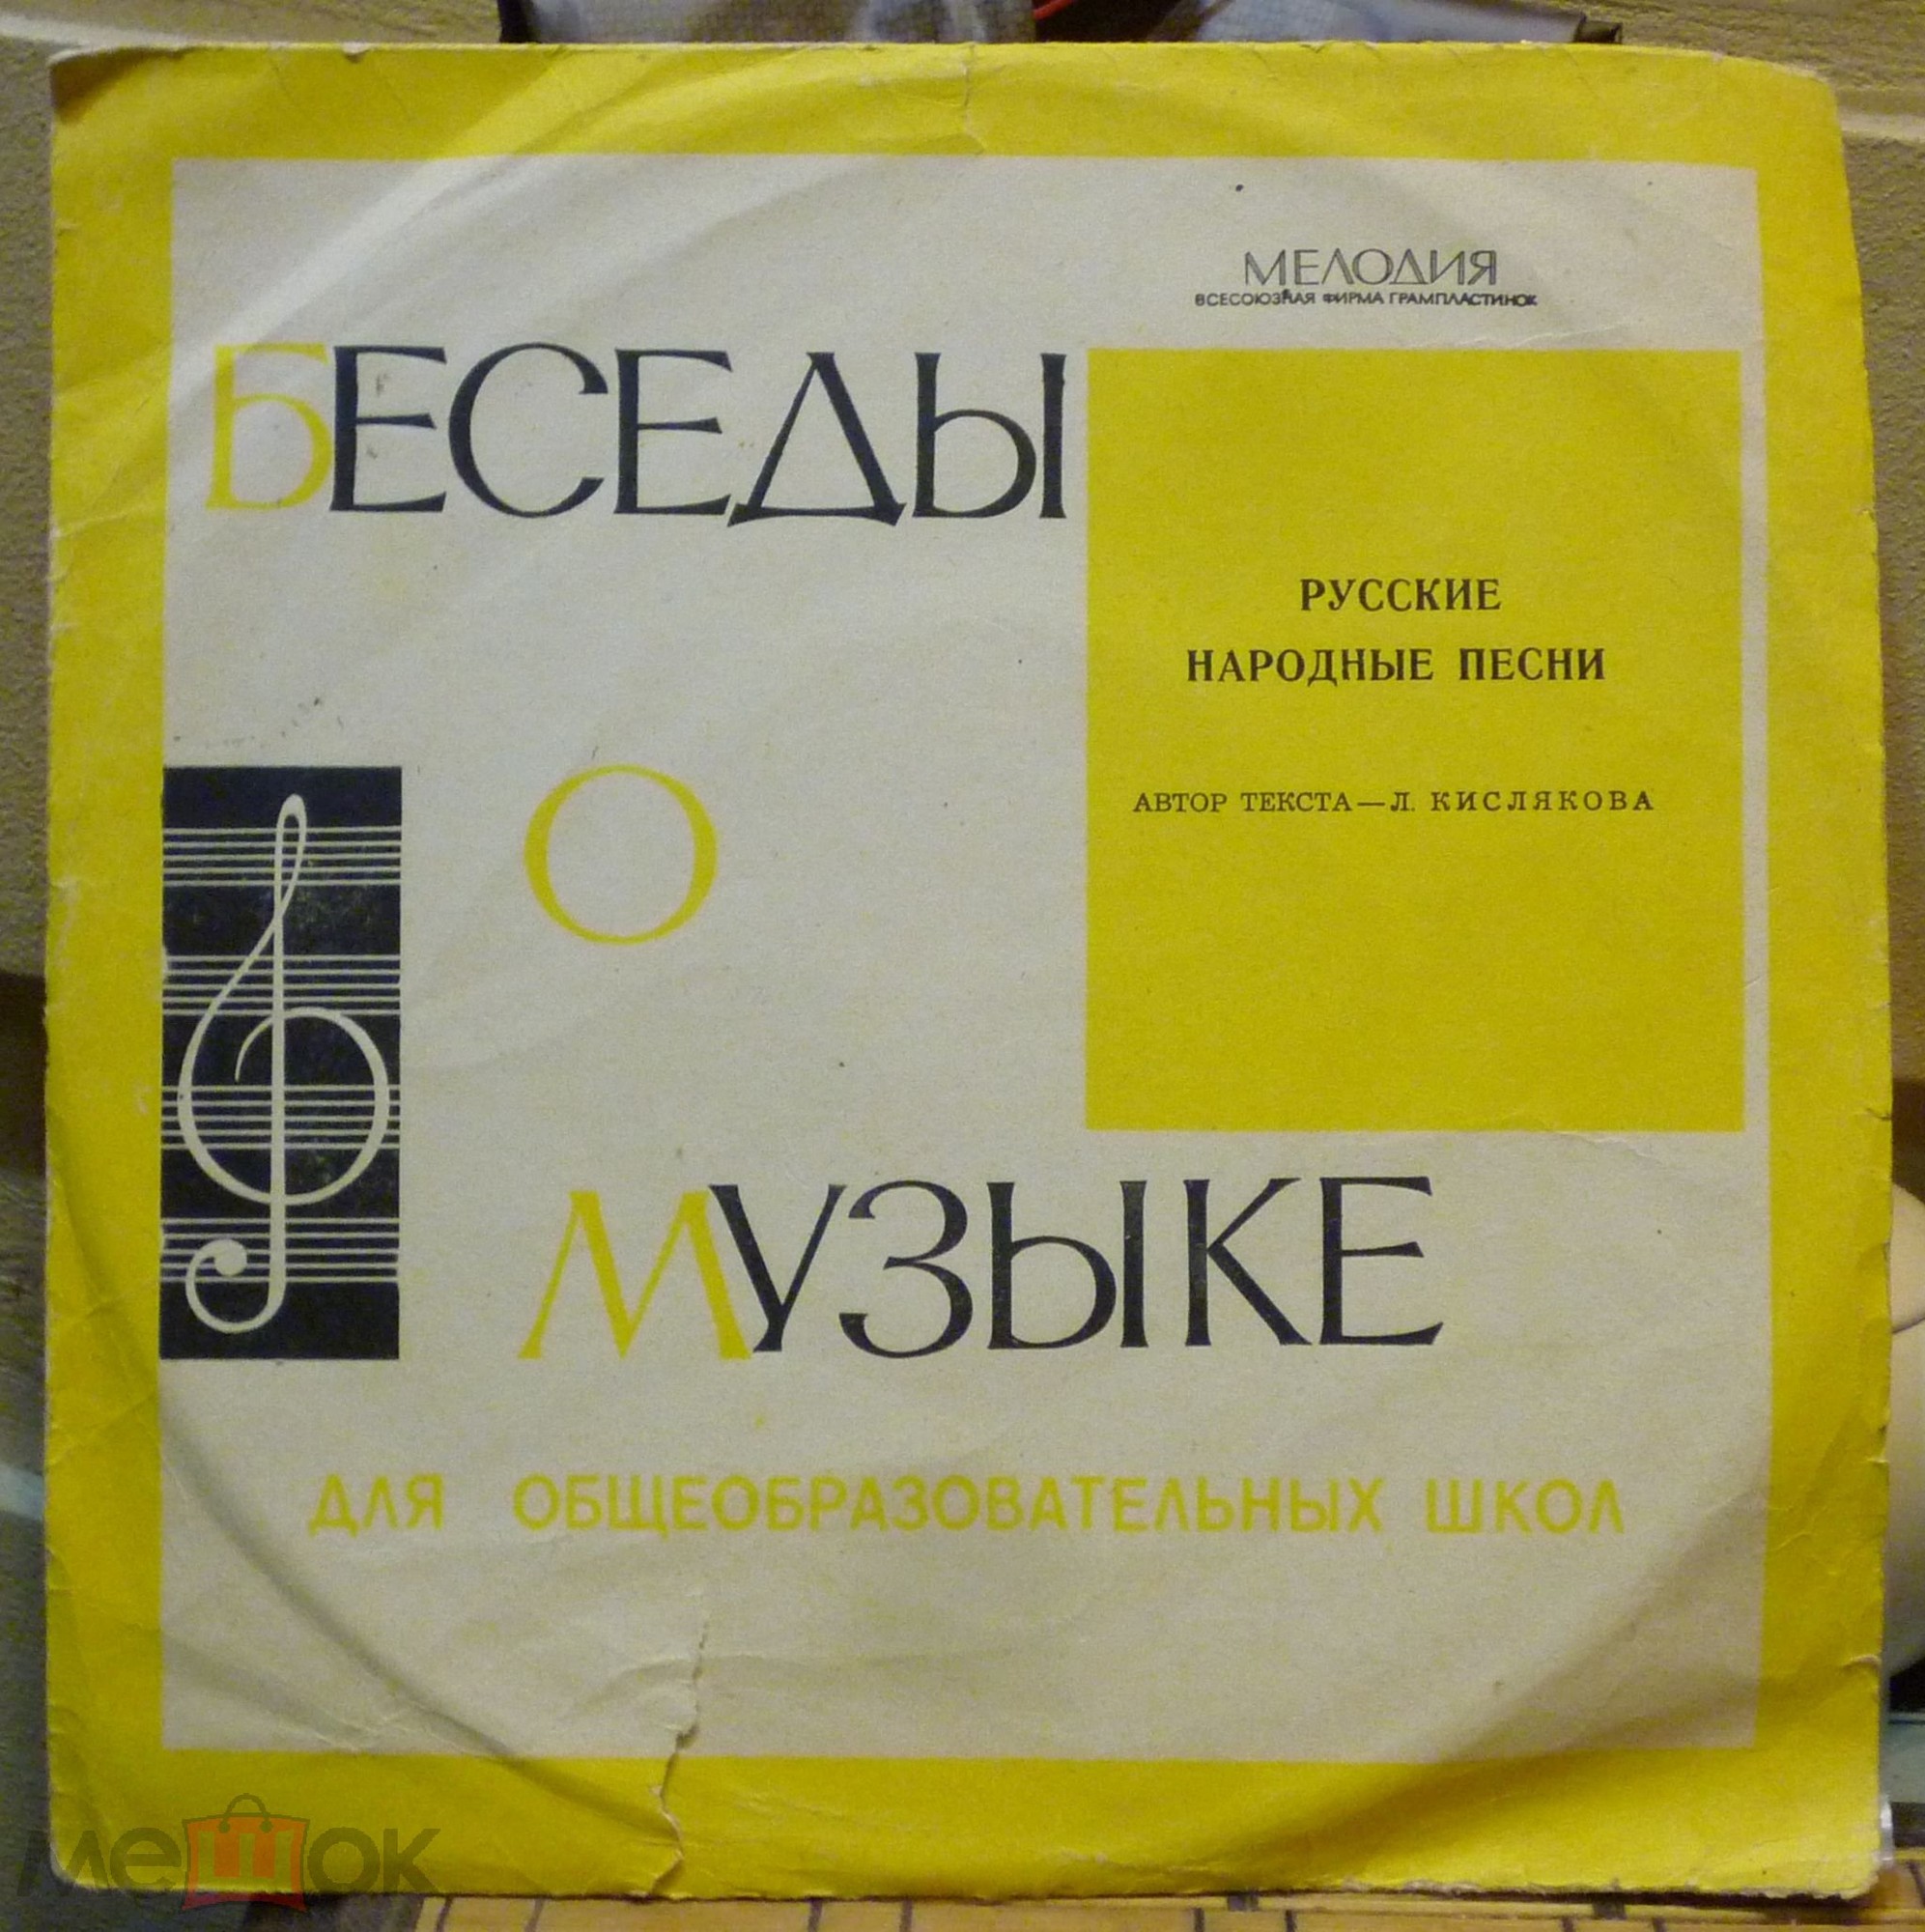 МЕЛОДИЯ
ВСЕСОЮЗНАЯ ФИРМА ГРАМПЛАСТИНОК
БЕСЕДЫ
О
МУЗЫКЕ
РУССКИЕ
НАРОДНЫЕ ПЕСНИ
АВТОР ТЕКСТА—Л. КИСЛЯКОВА
ДЛЯ ОБЩЕОБРАЗОВАТЕЛЬНЫХ ШКОЛ
мешок